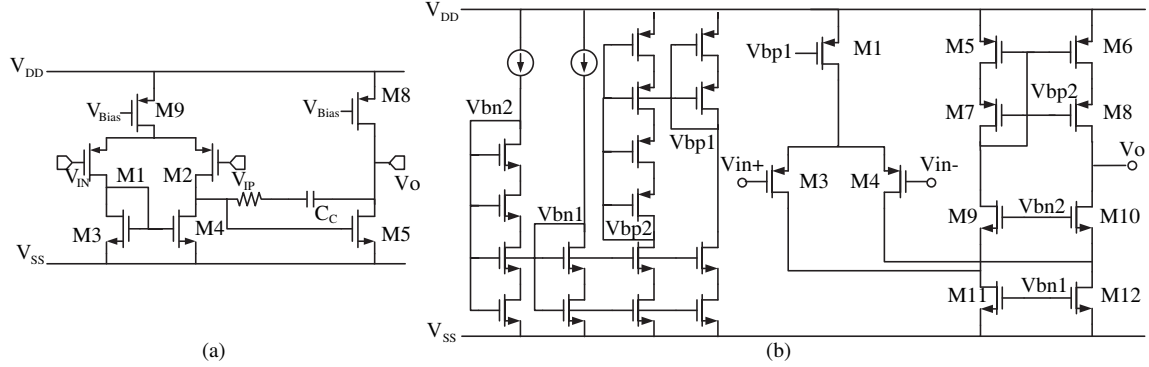 V_DD
V_Bias
M9
V_Bias
M8
V_IN
M1
M2
V_IP
Vo
C_C
M3
M4
M5
V_SS
(a)
V_DD
Vbn2
Vbn1
Vbp1
Vbp2
Vbp1
M1
Vin+
M3
M4
Vin-
M5
M6
M7
Vbp2
M8
Vo
M9
Vbn2
M10
M11
Vbn1
M12
V_SS
(b)